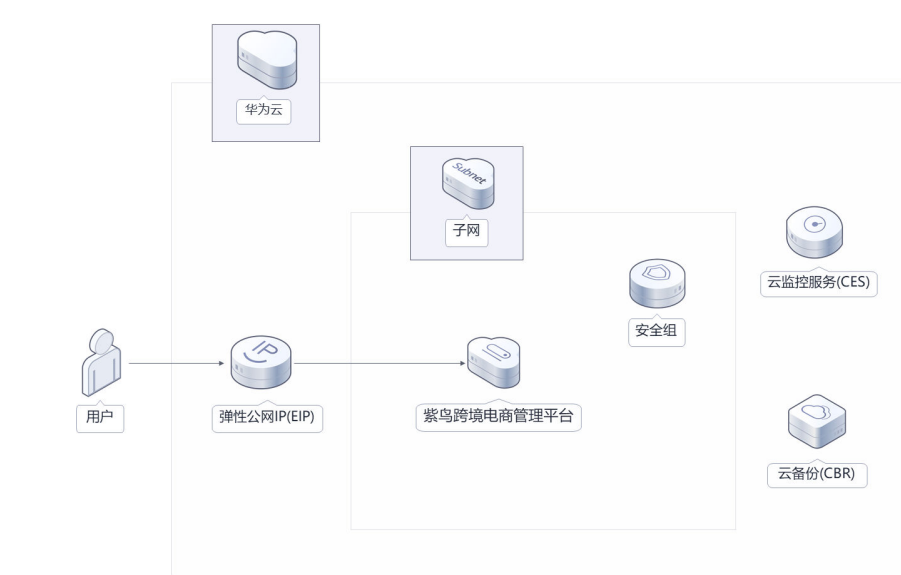 华为云
Subnet
子网
云监控服务(CES)
安全组
IP
用户
弹性公网IP(EIP)
紫鸟跨境电商管理平台
云备份(CBR)